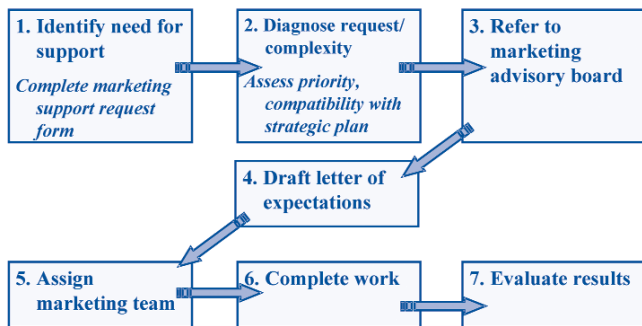 1. Identify need for
support
Complete marketing
support request
form
2. Diagnose request/
complexity
Assess priority,
compatibility with
strategic plan
3. Refer to
marketing
advisory board
4. Draft letter of
expectations
5. Assign
marketing team
6. Complete work
7. Evaluate results